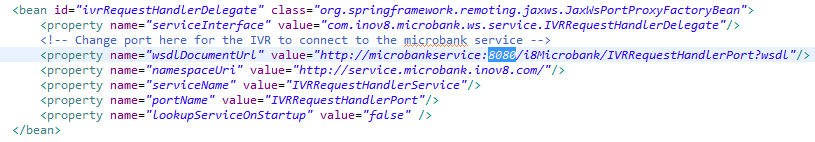 <bean id="ivrRequestHandlerDelegate" class="org.springframework.remoting.jaxws.JaxWsPortProxyFactoryBean">
<property name="serviceInterface" value="com.inov8.microbank.ws.service.IVRRequestHandlerDelegate"/>
<!-- Change port here for the IVR to connect to the microbank service -->
<property name="wsdlDocumentUrl" value="http://microbankservice:8080/i8Microbank/IVRRequestHandlerPort?wsdl"/>
<property name="namespaceUri" value="http://service.microbank.inov8.com/"/>
<property name="serviceName" value="IVRRequestHandlerService"/>
<property name="portName" value="IVRRequestHandlerPort"/>
<property name="lookupServiceOnStartup" value="false" />
</bean>